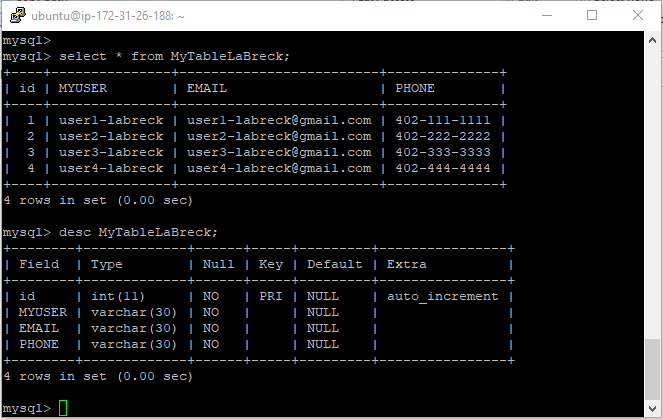 ubuntu@ip-172-31-26-188: ~
mysql>
mysql> select * from MyTableLaBreck;
+----+----------------+--------------------------+--------------+
| id | MYUSER         | EMAIL                    | PHONE        |
+----+----------------+--------------------------+--------------+
|  1 | user1-labreck | user1-labreck@gmail.com | 402-111-1111 |
|  2 | user2-labreck | user2-labreck@gmail.com | 402-222-2222 |
|  3 | user3-labreck | user3-labreck@gmail.com | 402-333-3333 |
|  4 | user4-labreck | user4-labreck@gmail.com | 402-444-4444 |
+----+----------------+--------------------------+--------------+
4 rows in set (0.00 sec)
mysql> desc MyTableLaBreck;
+--------+-------------+------+-----+---------+----------------+
| Field  | Type        | Null | Key | Default | Extra          |
+--------+-------------+------+-----+---------+----------------+
| id     | int(11)     | NO   | PRI | NULL    | auto_increment |
| MYUSER | varchar(30) | NO   |     | NULL    |                |
| EMAIL  | varchar(30) | NO   |     | NULL    |                |
| PHONE  | varchar(30) | NO   |     | NULL    |                |
+--------+-------------+------+-----+---------+----------------+
4 rows in set (0.00 sec)
mysql>